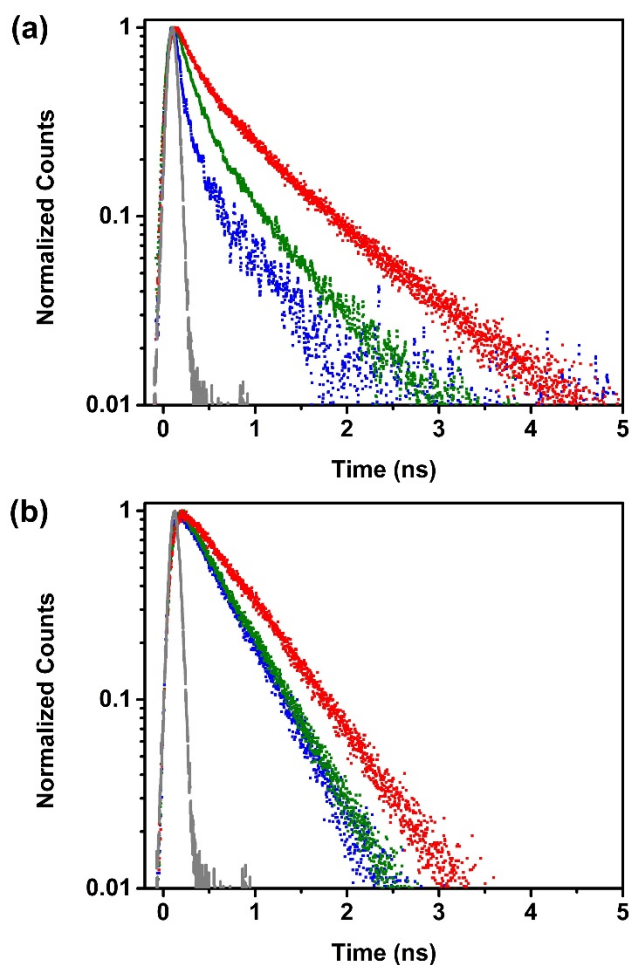 (a)
Normalized Counts
1
0.1
0.01
0 1 2 3 4 5
Time (ns)
(b)
Normalized Counts
1
0.1
0.01
0 1 2 3 4 5
Time (ns)